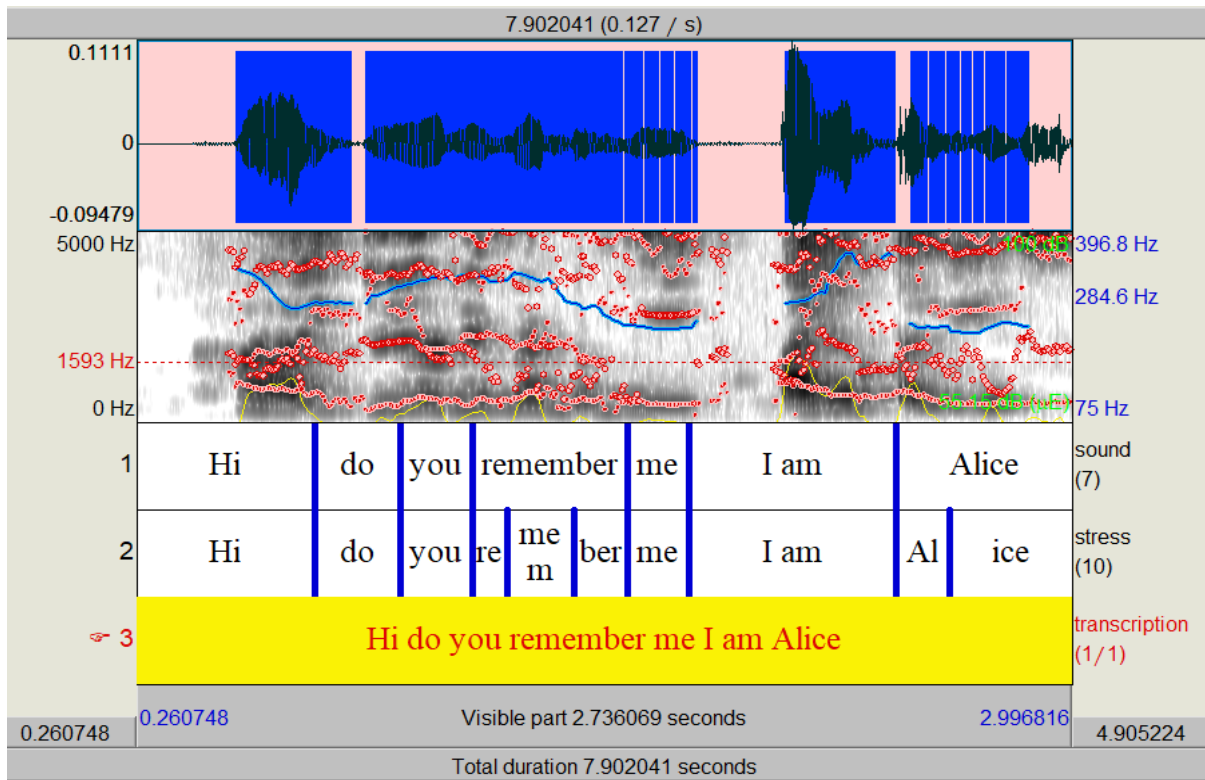 7.902041 (0.127 / s)
0.1111
0
-0.09479
5000 Hz
1593 Hz
0 Hz
396.8 Hz
284.6 Hz
75 Hz
1 Hi do you remember me I am Alice sound (7)
2 Hi do you re mem ber me I am Al ice stress (10)
☞ 3 Hi do you remember me I am Alice transcription (1/1)
0.260748 Visible part 2.736069 seconds 2.996816
0.260748 4.905224
Total duration 7.902041 seconds